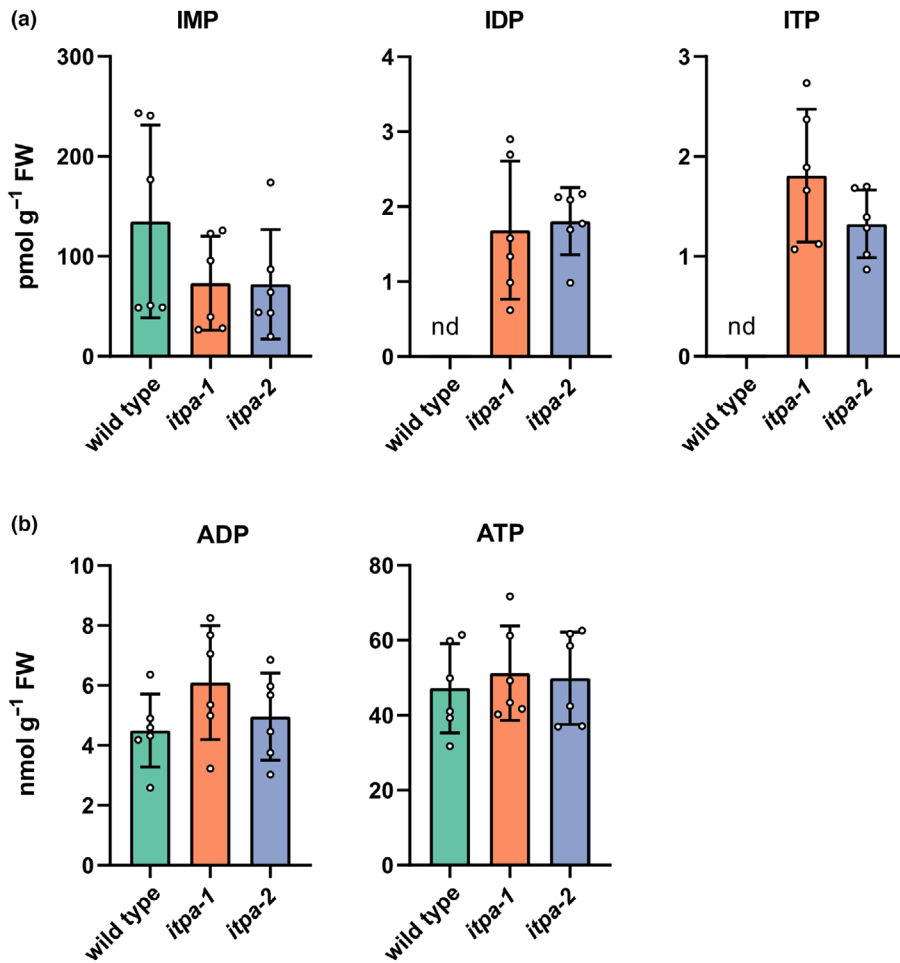 (a)
IMP
IDP
ITP
pmol g⁻¹ FW
300
200
100
0
wild type
itpa-1
itpa-2
4
3
2
1
0
nd
wild type
itpa-1
itpa-2
3
2
1
0
nd
wild type
itpa-1
itpa-2
(b)
ADP
ATP
nmol g⁻¹ FW
10
8
6
4
2
0
wild type
itpa-1
itpa-2
80
60
40
20
0
wild type
itpa-1
itpa-2